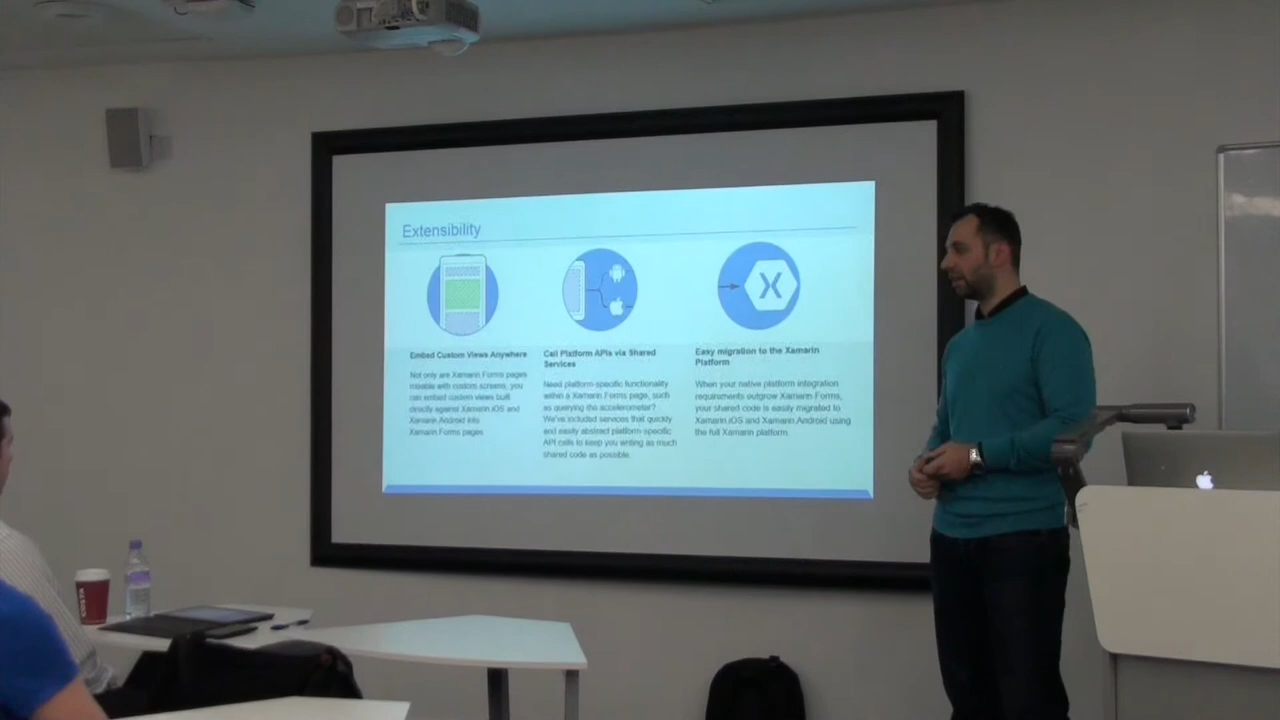 Extensibility
Embed Custom Views Anywhere
Not only are Xamarin.Forms pages
mixable with custom screens, you
can embed custom views built
directly against Xamarin.iOS and
Xamarin.Android into
Xamarin.Forms pages.
Call Platform APIs via Shared
Services
Need platform-specific functionality
within a Xamarin.Forms page, such
as querying the accelerometer?
We've included services that quickly
and easily abstract platform-specific
API calls to keep you writing as much
shared code as possible.
Easy migration to the Xamarin
Platform
When your native platform integration
requirements outgrow Xamarin.Forms,
your shared code is easily migrated to
Xamarin.iOS and Xamarin.Android using
the full Xamarin platform.
COSTA